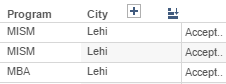 Program City
MISM Lehi Accept..
MISM Lehi Accept..
MBA Lehi Accept..